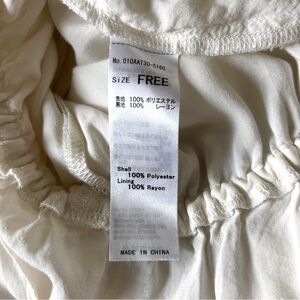 No. 010AAT30-5160
SIZE FREE
表地 100% ポリエステル
裏地 100% レーヨン
Shell
100% Polyester
Lining
100% Rayon
MADE IN CHINA